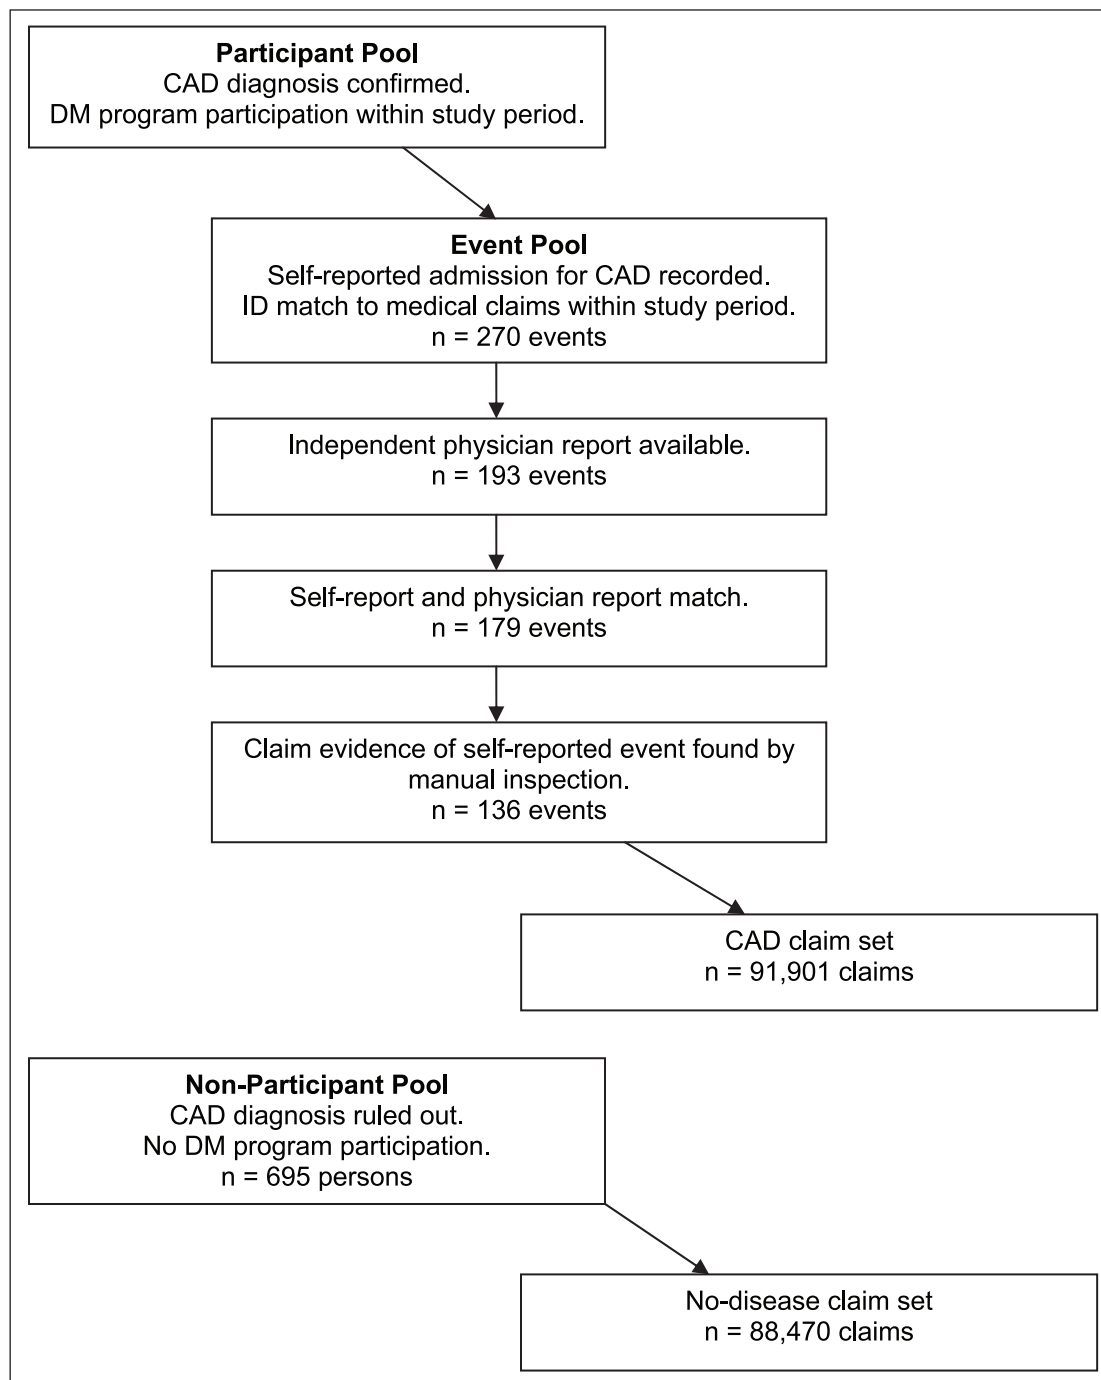 Participant Pool
CAD diagnosis confirmed.
DM program participation within study period.
Event Pool
Self-reported admission for CAD recorded.
ID match to medical claims within study period.
n = 270 events
Independent physician report available.
n = 193 events
Self-report and physician report match.
n = 179 events
Claim evidence of self-reported event found by
manual inspection.
n = 136 events
CAD claim set
n = 91,901 claims
Non-Participant Pool
CAD diagnosis ruled out.
No DM program participation.
n = 695 persons
No-disease claim set
n = 88,470 claims